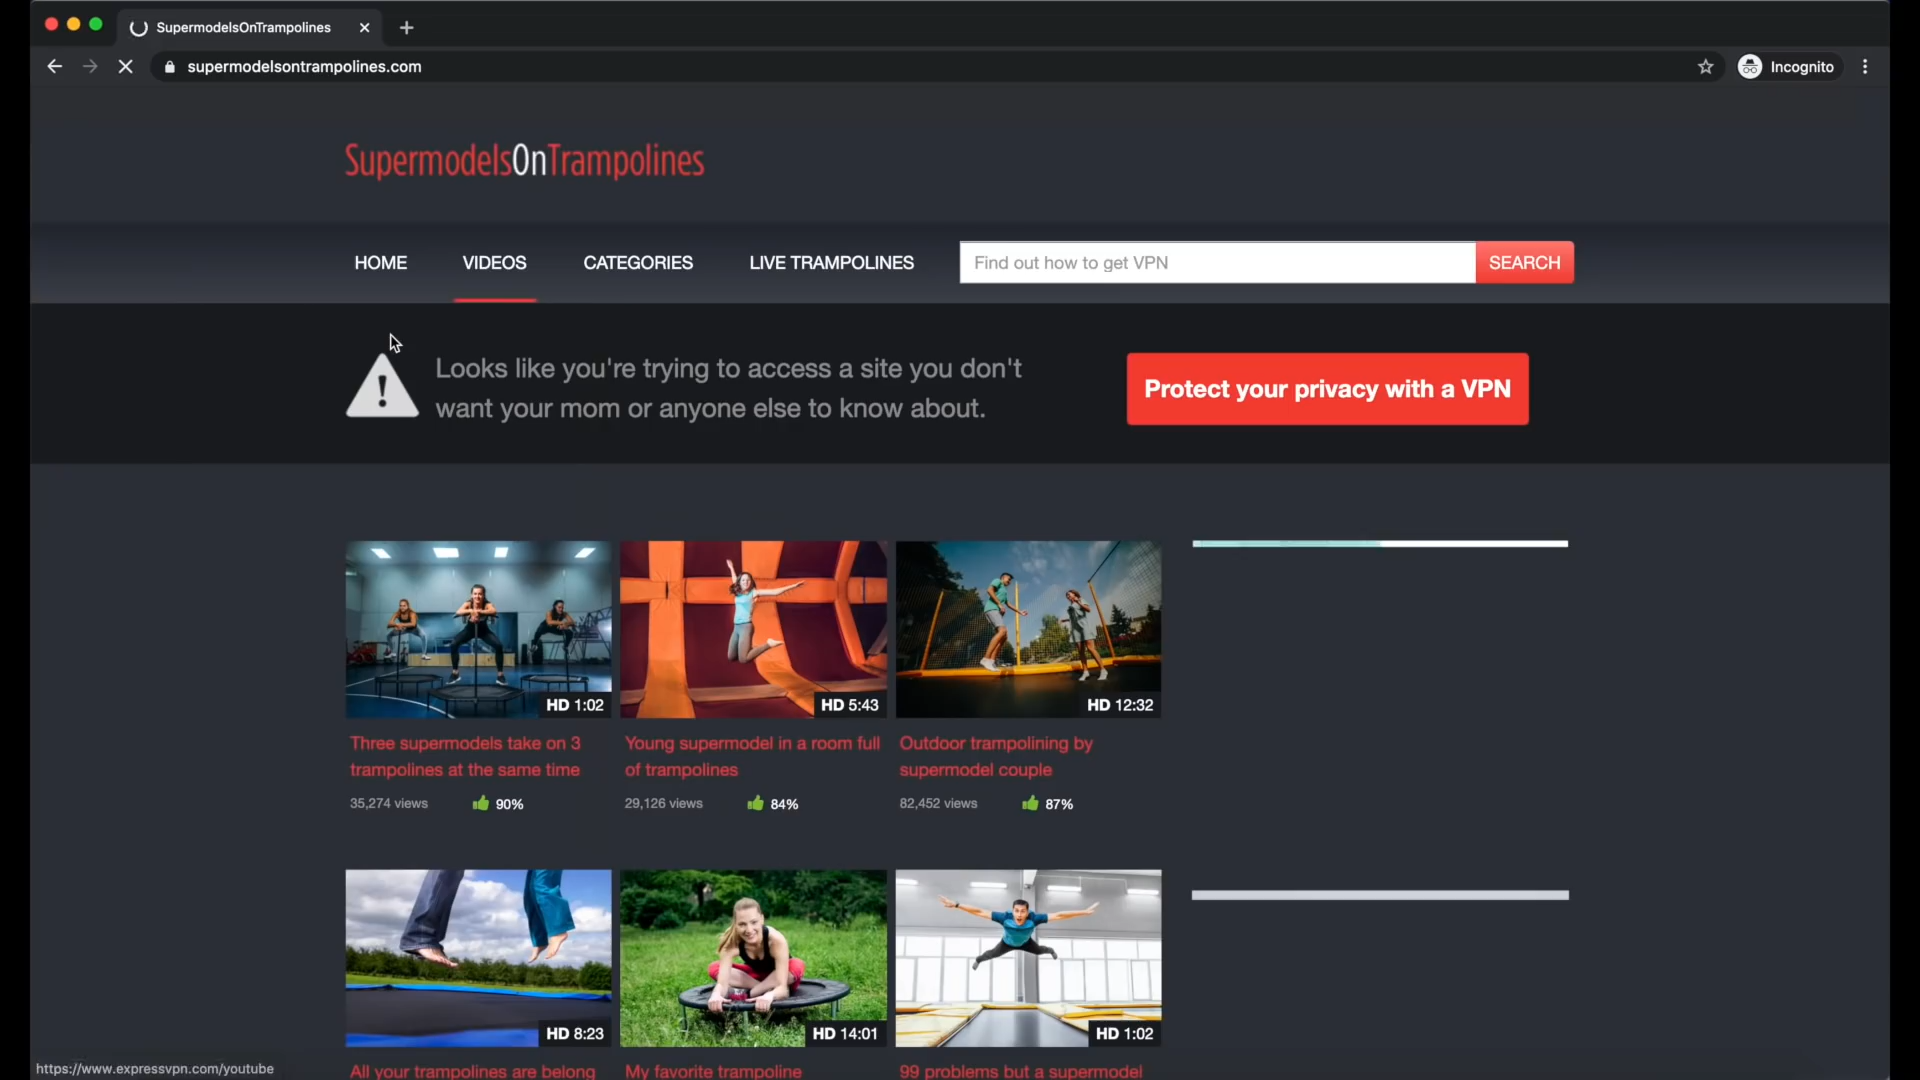 SupermodelsOnTrampolines
supermodelsontrampolines.com
Incognito
SupermodelsOnTrampolines
HOME
VIDEOS
CATEGORIES
LIVE TRAMPOLINES
Find out how to get VPN
SEARCH
Looks like you're trying to access a site you don't
want your mom or anyone else to know about.
Protect your privacy with a VPN
HD 1:02
HD 5:43
HD 12:32
Three supermodels take on 3
trampolines at the same time
35,274 views
90%
Young supermodel in a room full
of trampolines
29,126 views
84%
Outdoor trampolining by
supermodel couple
82,452 views
87%
HD 8:23
HD 14:01
HD 1:02
All your trampolines are belong
My favorite trampoline
99 problems but a supermodel
https://www.expressvpn.com/youtube